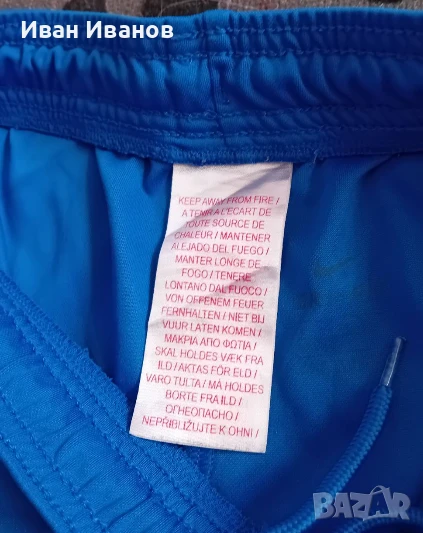 Иван Иванов
KEEP AWAY FROM FIRE /
A TENIR A L'ECART DE
TOUTE SOURCE DE
CHALEUR / MANTENER
ALEJADO DEL FUEGO /
MANTER LONGE DE
FOGO / TENERE
LONTANO DAL FUOCO /
VON OFFENEM FEUER
FERNHALTEN / NIET BIJ
VUUR LATEN KOMEN /
ΜΑΚΡΙΑ ΑΠΟ ΦΩΤΙΑ /
SKAL HOLDES VÆK FRA
ILD / AKTAS FÖR ELD /
VARO TULTA / MÅ HOLDES
BORTE FRA ILD /
ОГНЕОПАСНО /
NEPŘIBLIŽUJTE K OHNI /
BAZAR